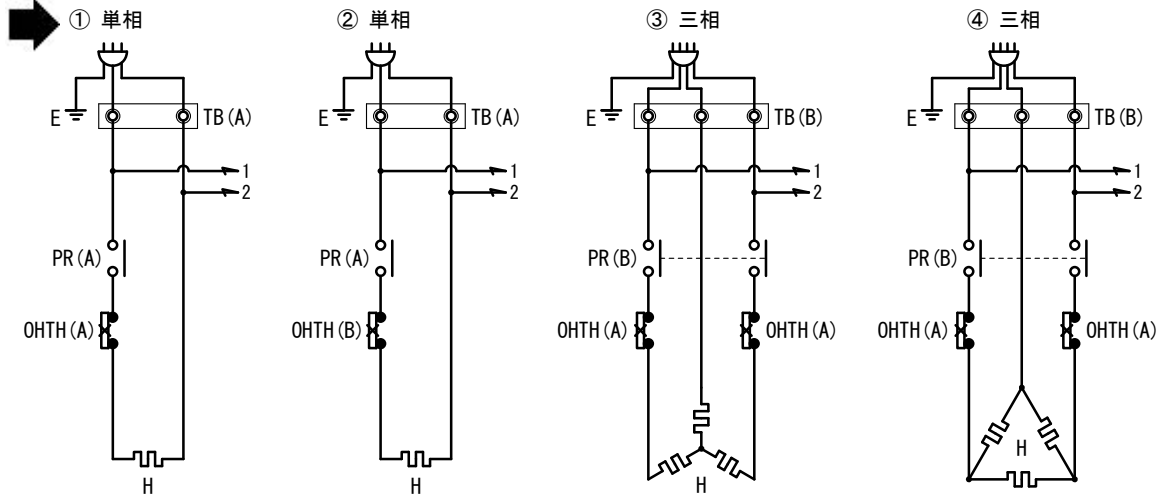 ① 単相
E
TB(A)
1
2
PR(A)
OHTH(A)
H
② 単相
E
TB(A)
1
2
PR(A)
OHTH(B)
H
③ 三相
E
TB(B)
1
2
PR(B)
OHTH(A)
OHTH(A)
H
④ 三相
E
TB(B)
1
2
PR(B)
OHTH(A)
OHTH(A)
H